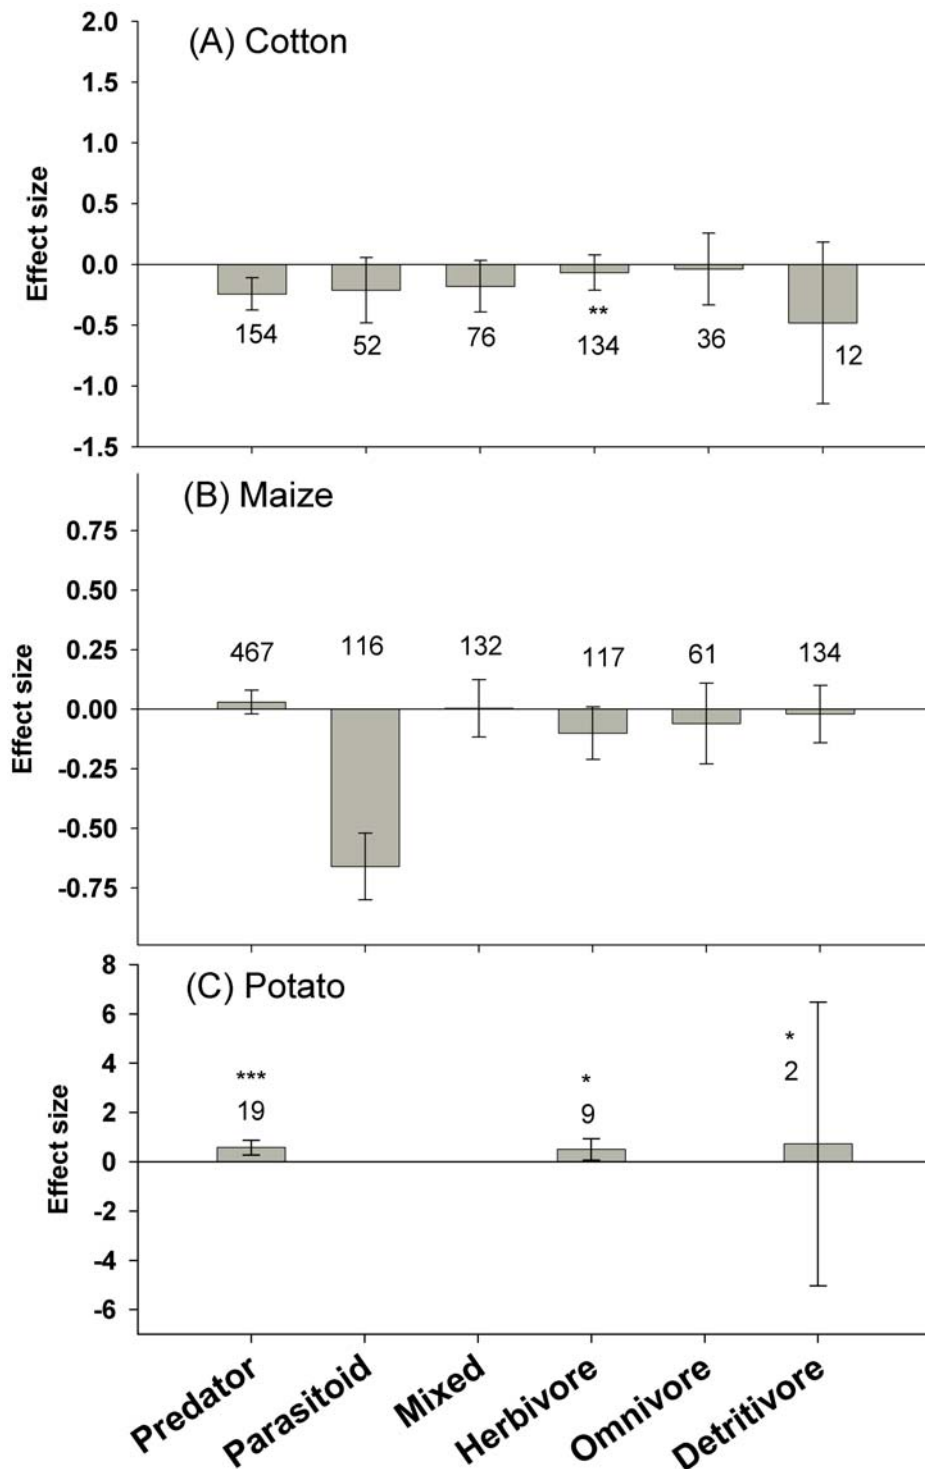 (A) Cotton
Effect size
2.0
1.5
1.0
0.5
0.0
-0.5
-1.0
-1.5
**
154 52 76 134 36 12
(B) Maize
Effect size
0.75
0.50
0.25
0.00
-0.25
-0.50
-0.75
467 116 132 117 61 134
(C) Potato
Effect size
8
6
4
2
0
-2
-4
-6
*** * *
19 9 2
Predator Parasitoid Mixed Herbivore Omnivore Detritivore